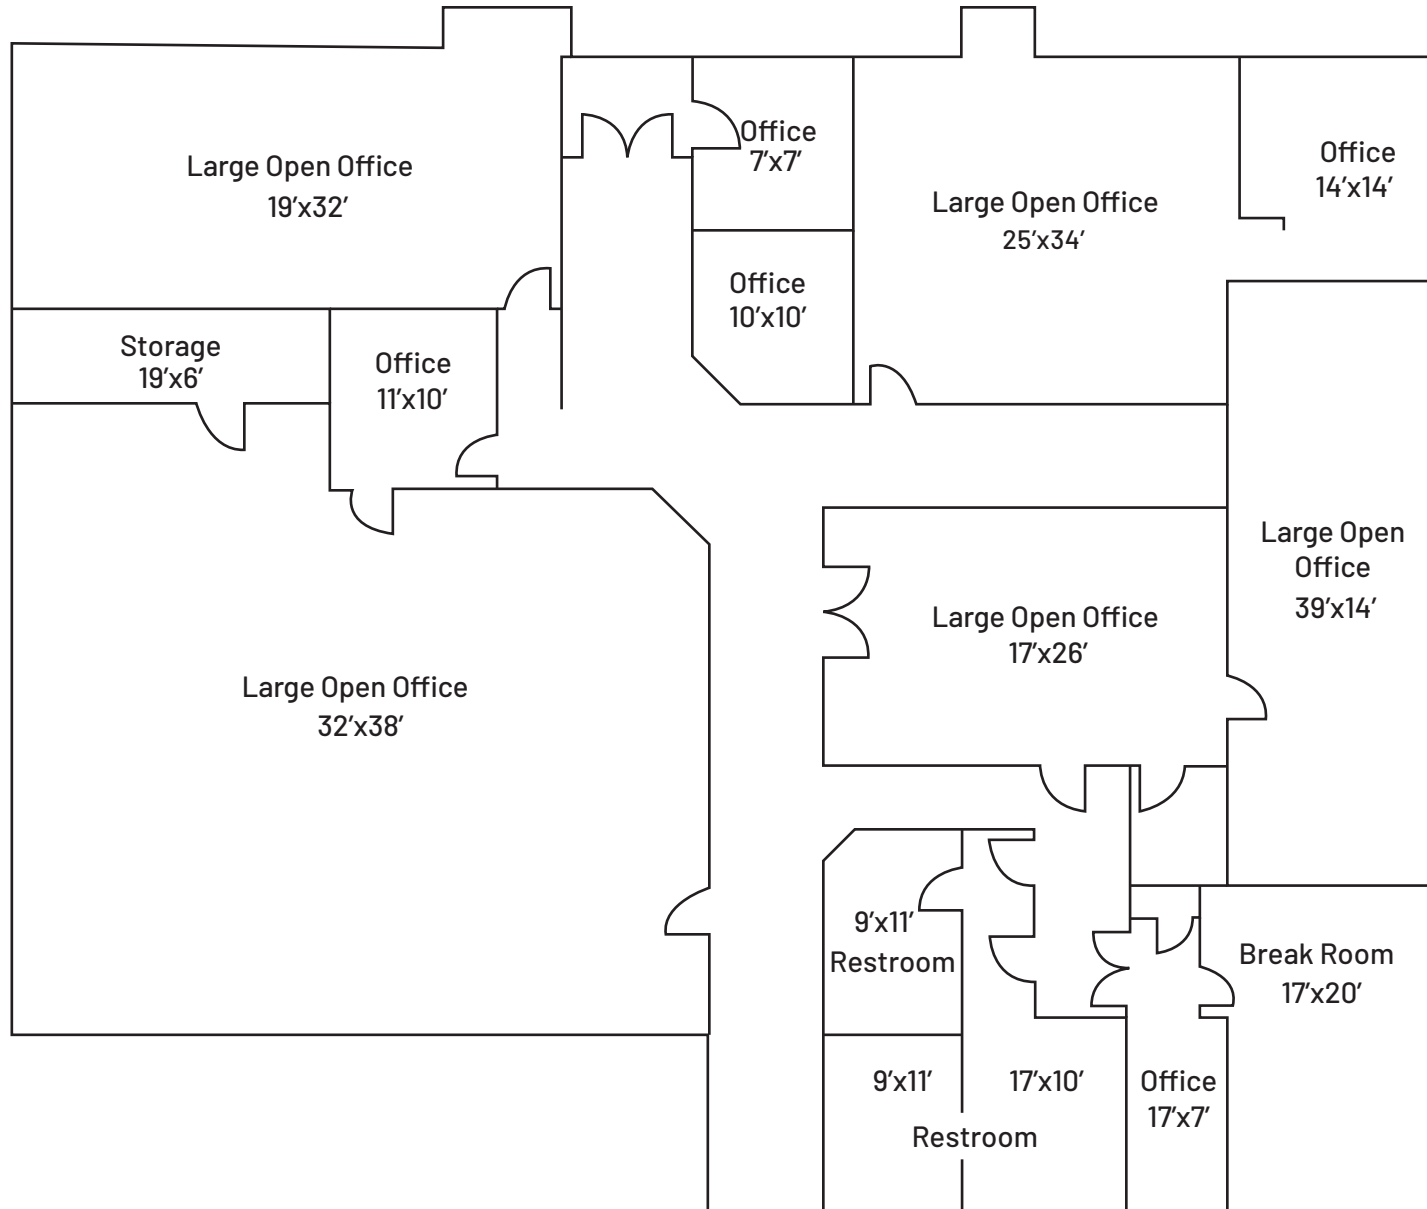 Large Open Office
19'x32'
Office
7'x7'
Large Open Office
25'x34'
Office
14'x14'
Office
10'x10'
Storage
19'x6'
Office
11'x10'
Large Open
Office
39'x14'
Large Open Office
17'x26'
Large Open Office
32'x38'
9'x11'
Restroom
Break Room
17'x20'
9'x11'
17'x10'
Restroom
Office
17'x7'